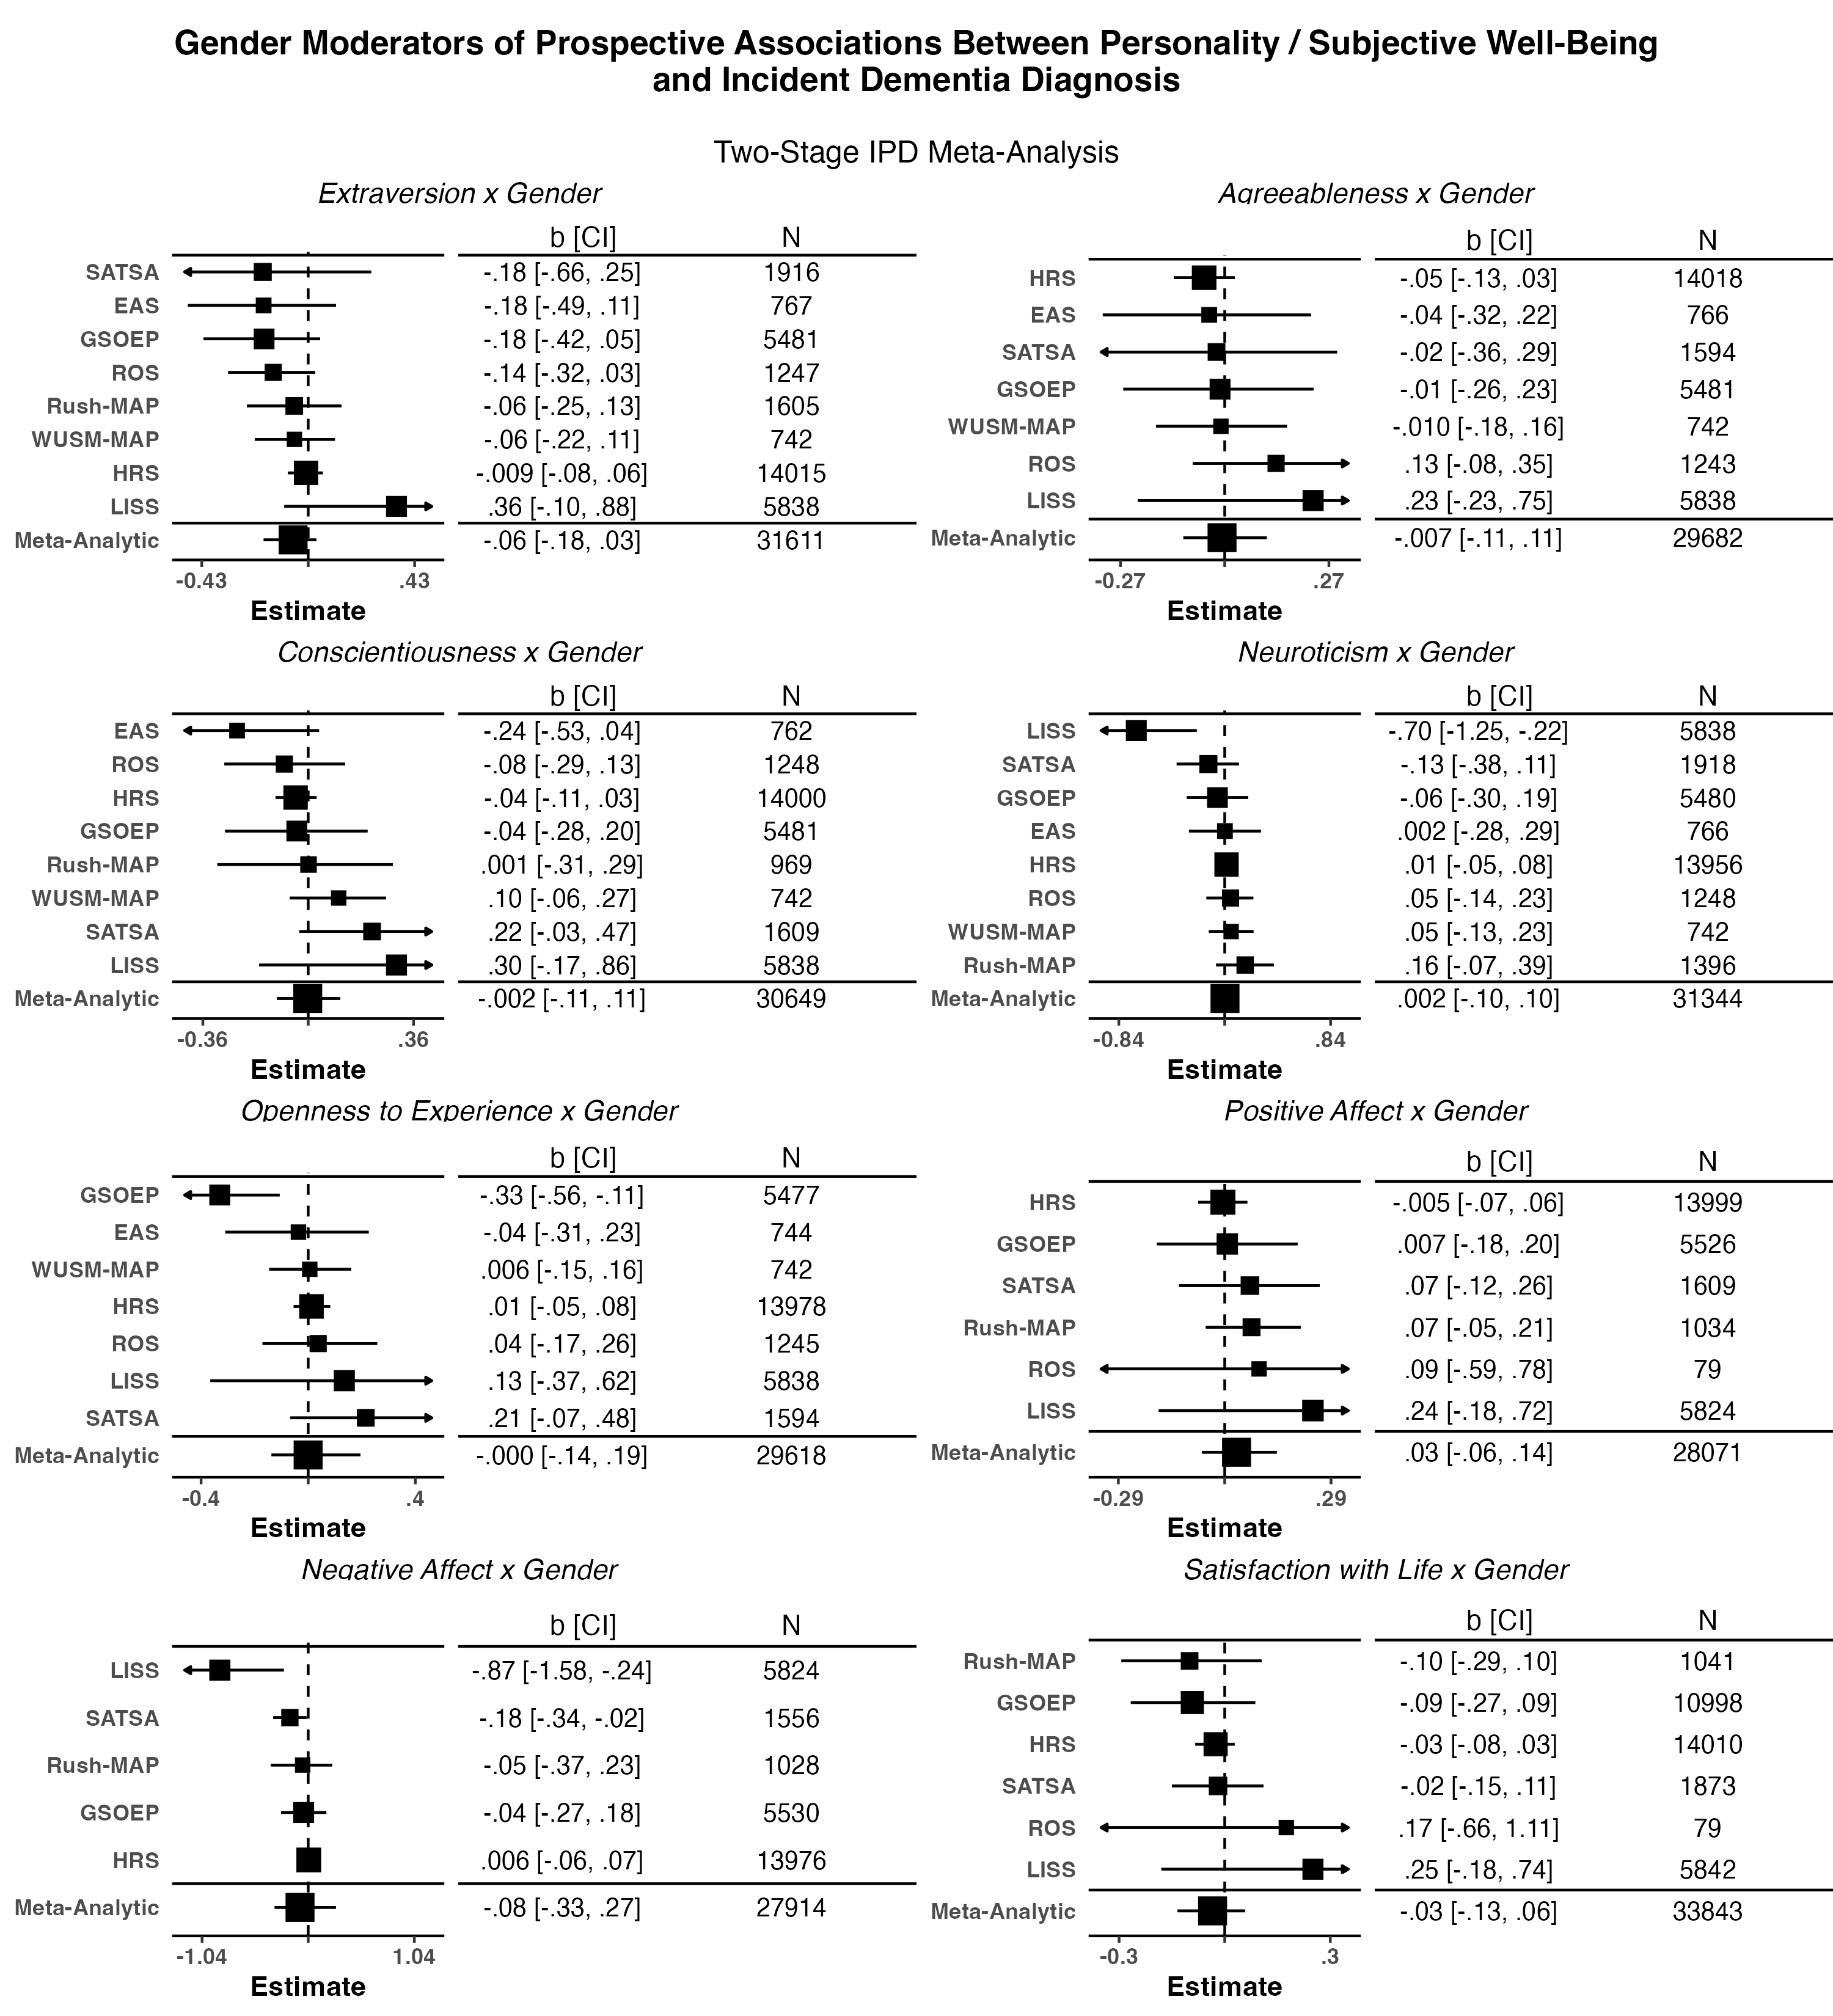 Gender Moderators of Prospective Associations Between Personality / Subjective Well-Being
and Incident Dementia Diagnosis
Two-Stage IPD Meta-Analysis
Extraversion x Gender
b [CI] N
SATSA -.18 [-.66, .25] 1916
EAS -.18 [-.49, .11] 767
GSOEP -.18 [-.42, .05] 5481
ROS -.14 [-.32, .03] 1247
Rush-MAP -.06 [-.25, .13] 1605
WUSM-MAP -.06 [-.22, .11] 742
HRS -.009 [-.08, .06] 14015
LISS .36 [-.10, .88] 5838
Meta-Analytic -.06 [-.18, .03] 31611
-0.43 .43
Estimate
Agreeableness x Gender
b [CI] N
HRS -.05 [-.13, .03] 14018
EAS -.04 [-.32, .22] 766
SATSA -.02 [-.36, .29] 1594
GSOEP -.01 [-.26, .23] 5481
WUSM-MAP -.010 [-.18, .16] 742
ROS .13 [-.08, .35] 1243
LISS .23 [-.23, .75] 5838
Meta-Analytic -.007 [-.11, .11] 29682
-0.27 .27
Estimate
Conscientiousness x Gender
b [CI] N
EAS -.24 [-.53, .04] 762
ROS -.08 [-.29, .13] 1248
HRS -.04 [-.11, .03] 14000
GSOEP -.04 [-.28, .20] 5481
Rush-MAP .001 [-.31, .29] 969
WUSM-MAP .10 [-.06, .27] 742
SATSA .22 [-.03, .47] 1609
LISS .30 [-.17, .86] 5838
Meta-Analytic -.002 [-.11, .11] 30649
-0.36 .36
Estimate
Neuroticism x Gender
b [CI] N
LISS -.70 [-1.25, -.22] 5838
SATSA -.13 [-.38, .11] 1918
GSOEP -.06 [-.30, .19] 5480
EAS .002 [-.28, .29] 766
HRS .01 [-.05, .08] 13956
ROS .05 [-.14, .23] 1248
WUSM-MAP .05 [-.13, .23] 742
Rush-MAP .16 [-.07, .39] 1396
Meta-Analytic .002 [-.10, .10] 31344
-0.84 .84
Estimate
Openness to Experience x Gender
b [CI] N
GSOEP -.33 [-.56, -.11] 5477
EAS -.04 [-.31, .23] 744
WUSM-MAP .006 [-.15, .16] 742
HRS .01 [-.05, .08] 13978
ROS .04 [-.17, .26] 1245
LISS .13 [-.37, .62] 5838
SATSA .21 [-.07, .48] 1594
Meta-Analytic -.000 [-.14, .19] 29618
-0.4 .4
Estimate
Positive Affect x Gender
b [CI] N
HRS -.005 [-.07, .06] 13999
GSOEP .007 [-.18, .20] 5526
SATSA .07 [-.12, .26] 1609
Rush-MAP .07 [-.05, .21] 1034
ROS .09 [-.59, .78] 79
LISS .24 [-.18, .72] 5824
Meta-Analytic .03 [-.06, .14] 28071
-0.29 .29
Estimate
Negative Affect x Gender
b [CI] N
LISS -.87 [-1.58, -.24] 5824
SATSA -.18 [-.34, -.02] 1556
Rush-MAP -.05 [-.37, .23] 1028
GSOEP -.04 [-.27, .18] 5530
HRS .006 [-.06, .07] 13976
Meta-Analytic -.08 [-.33, .27] 27914
-1.04 1.04
Estimate
Satisfaction with Life x Gender
b [CI] N
Rush-MAP -.10 [-.29, .10] 1041
GSOEP -.09 [-.27, .09] 10998
HRS -.03 [-.08, .03] 14010
SATSA -.02 [-.15, .11] 1873
ROS .17 [-.66, 1.11] 79
LISS .25 [-.18, .74] 5842
Meta-Analytic -.03 [-.13, .06] 33843
-0.3 .3
Estimate